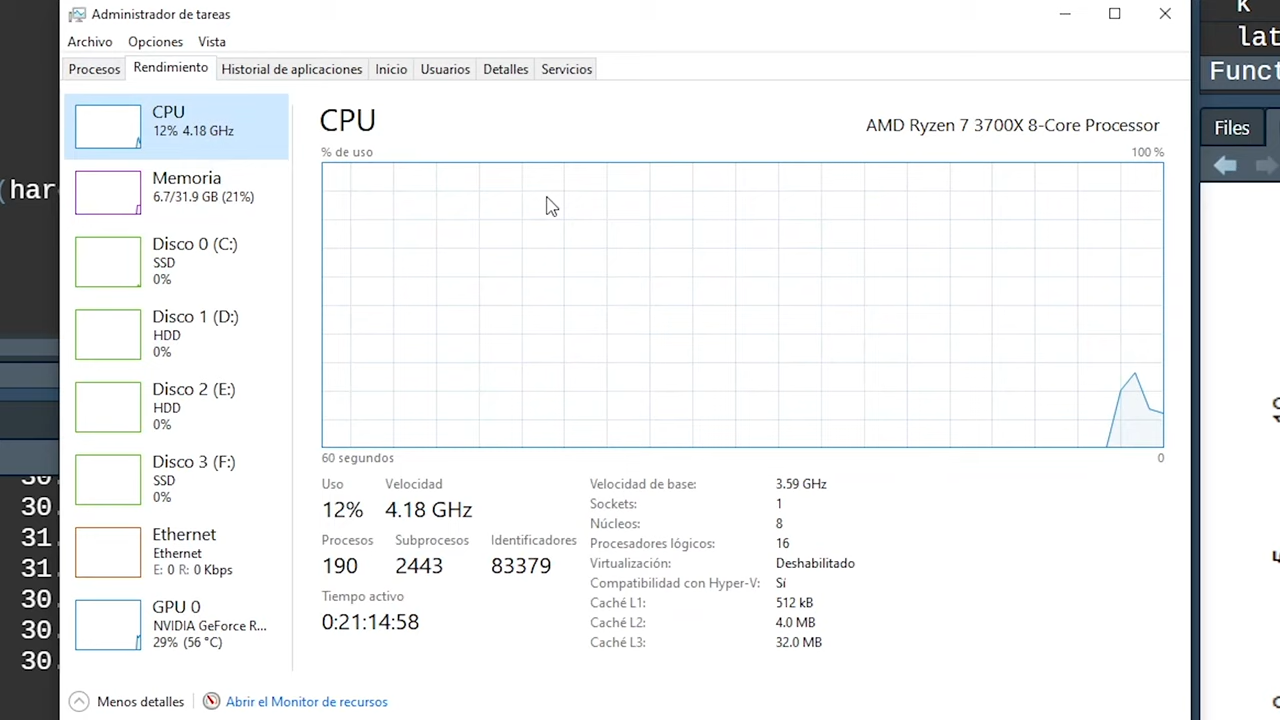 Administrador de tareas
Archivo Opciones Vista
Procesos Rendimiento Historial de aplicaciones Inicio Usuarios Detalles Servicios
CPU
12% 4.18 GHz
Memoria
6.7/31.9 GB (21%)
Disco 0 (C:)
SSD
0%
Disco 1 (D:)
HDD
0%
Disco 2 (E:)
HDD
0%
Disco 3 (F:)
SSD
0%
Ethernet
Ethernet
E: 0 R: 0 Kbps
GPU 0
NVIDIA GeForce R...
29% (56 °C)
CPU
AMD Ryzen 7 3700X 8-Core Processor
% de uso 100 %
60 segundos 0
Uso Velocidad
12% 4.18 GHz
Procesos Subprocesos Identificadores
190 2443 83379
Tiempo activo
0:21:14:58
Velocidad de base: 3.59 GHz
Sockets: 1
Núcleos: 8
Procesadores lógicos: 16
Virtualización: Deshabilitado
Compatibilidad con Hyper-V: Sí
Caché L1: 512 kB
Caché L2: 4.0 MB
Caché L3: 32.0 MB
Menos detalles Abrir el Monitor de recursos
(har
30
31
31
30
30
30
k
lat
Funct
Files